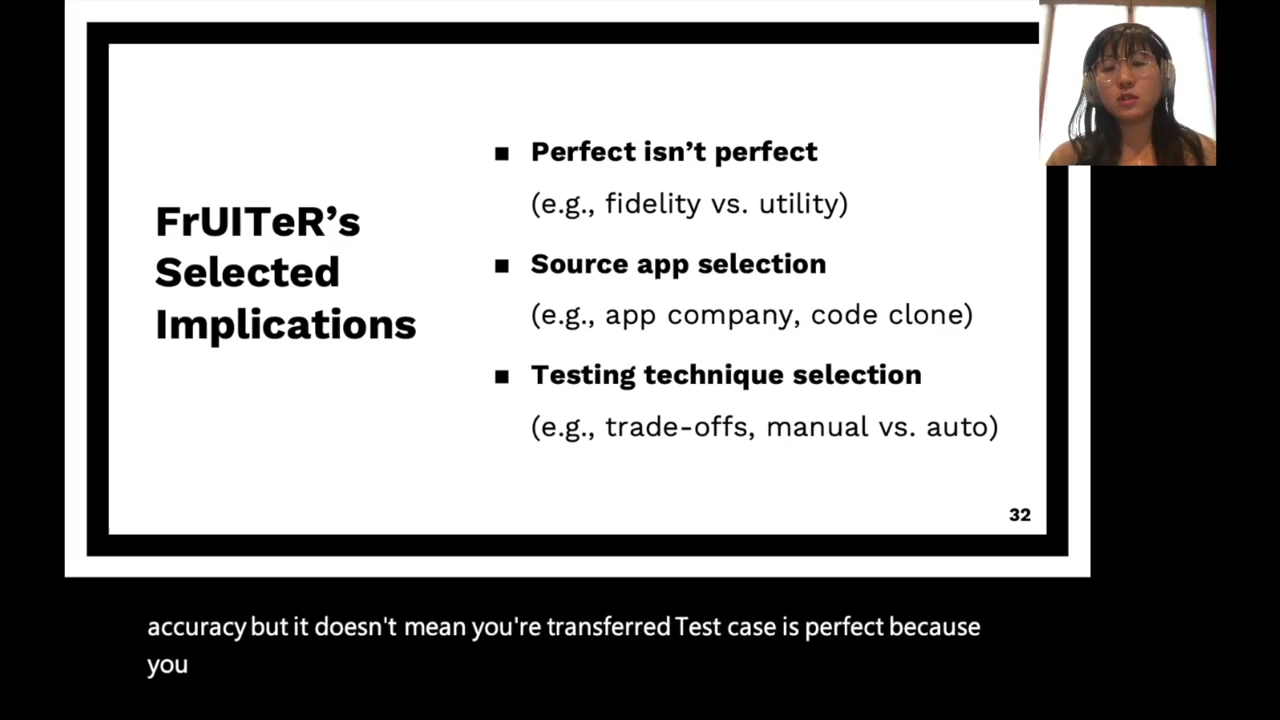 FrUITeR’s
Selected
Implications
■ Perfect isn’t perfect
(e.g., fidelity vs. utility)
■ Source app selection
(e.g., app company, code clone)
■ Testing technique selection
(e.g., trade-offs, manual vs. auto)
32
accuracy but it doesn't mean you're transferred Test case is perfect because
you